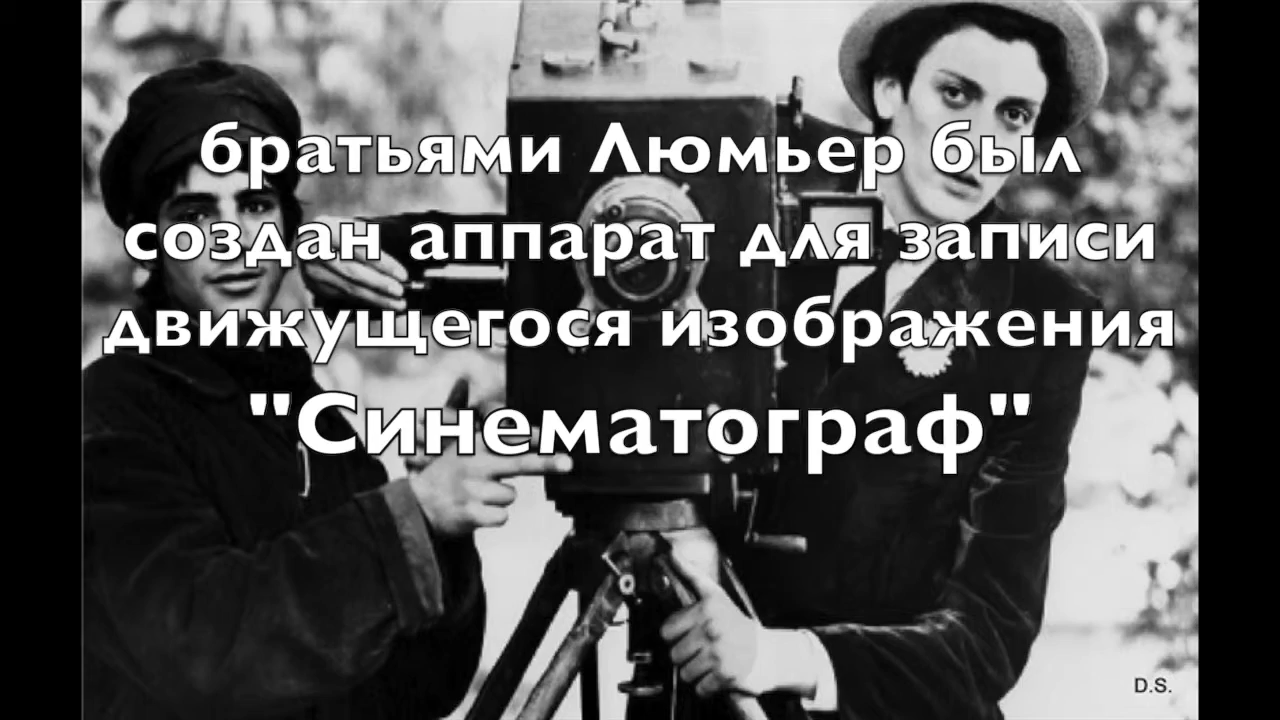 братьями Люмьер был
создан аппарат для записи
движущегося изображения
"Синематограф"
D.S.